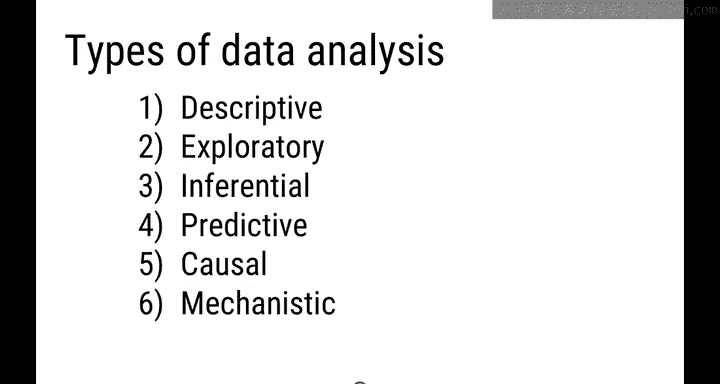 Types of data analysis
1) Descriptive
2) Exploratory
3) Inferential
4) Predictive
5) Causal
6) Mechanistic